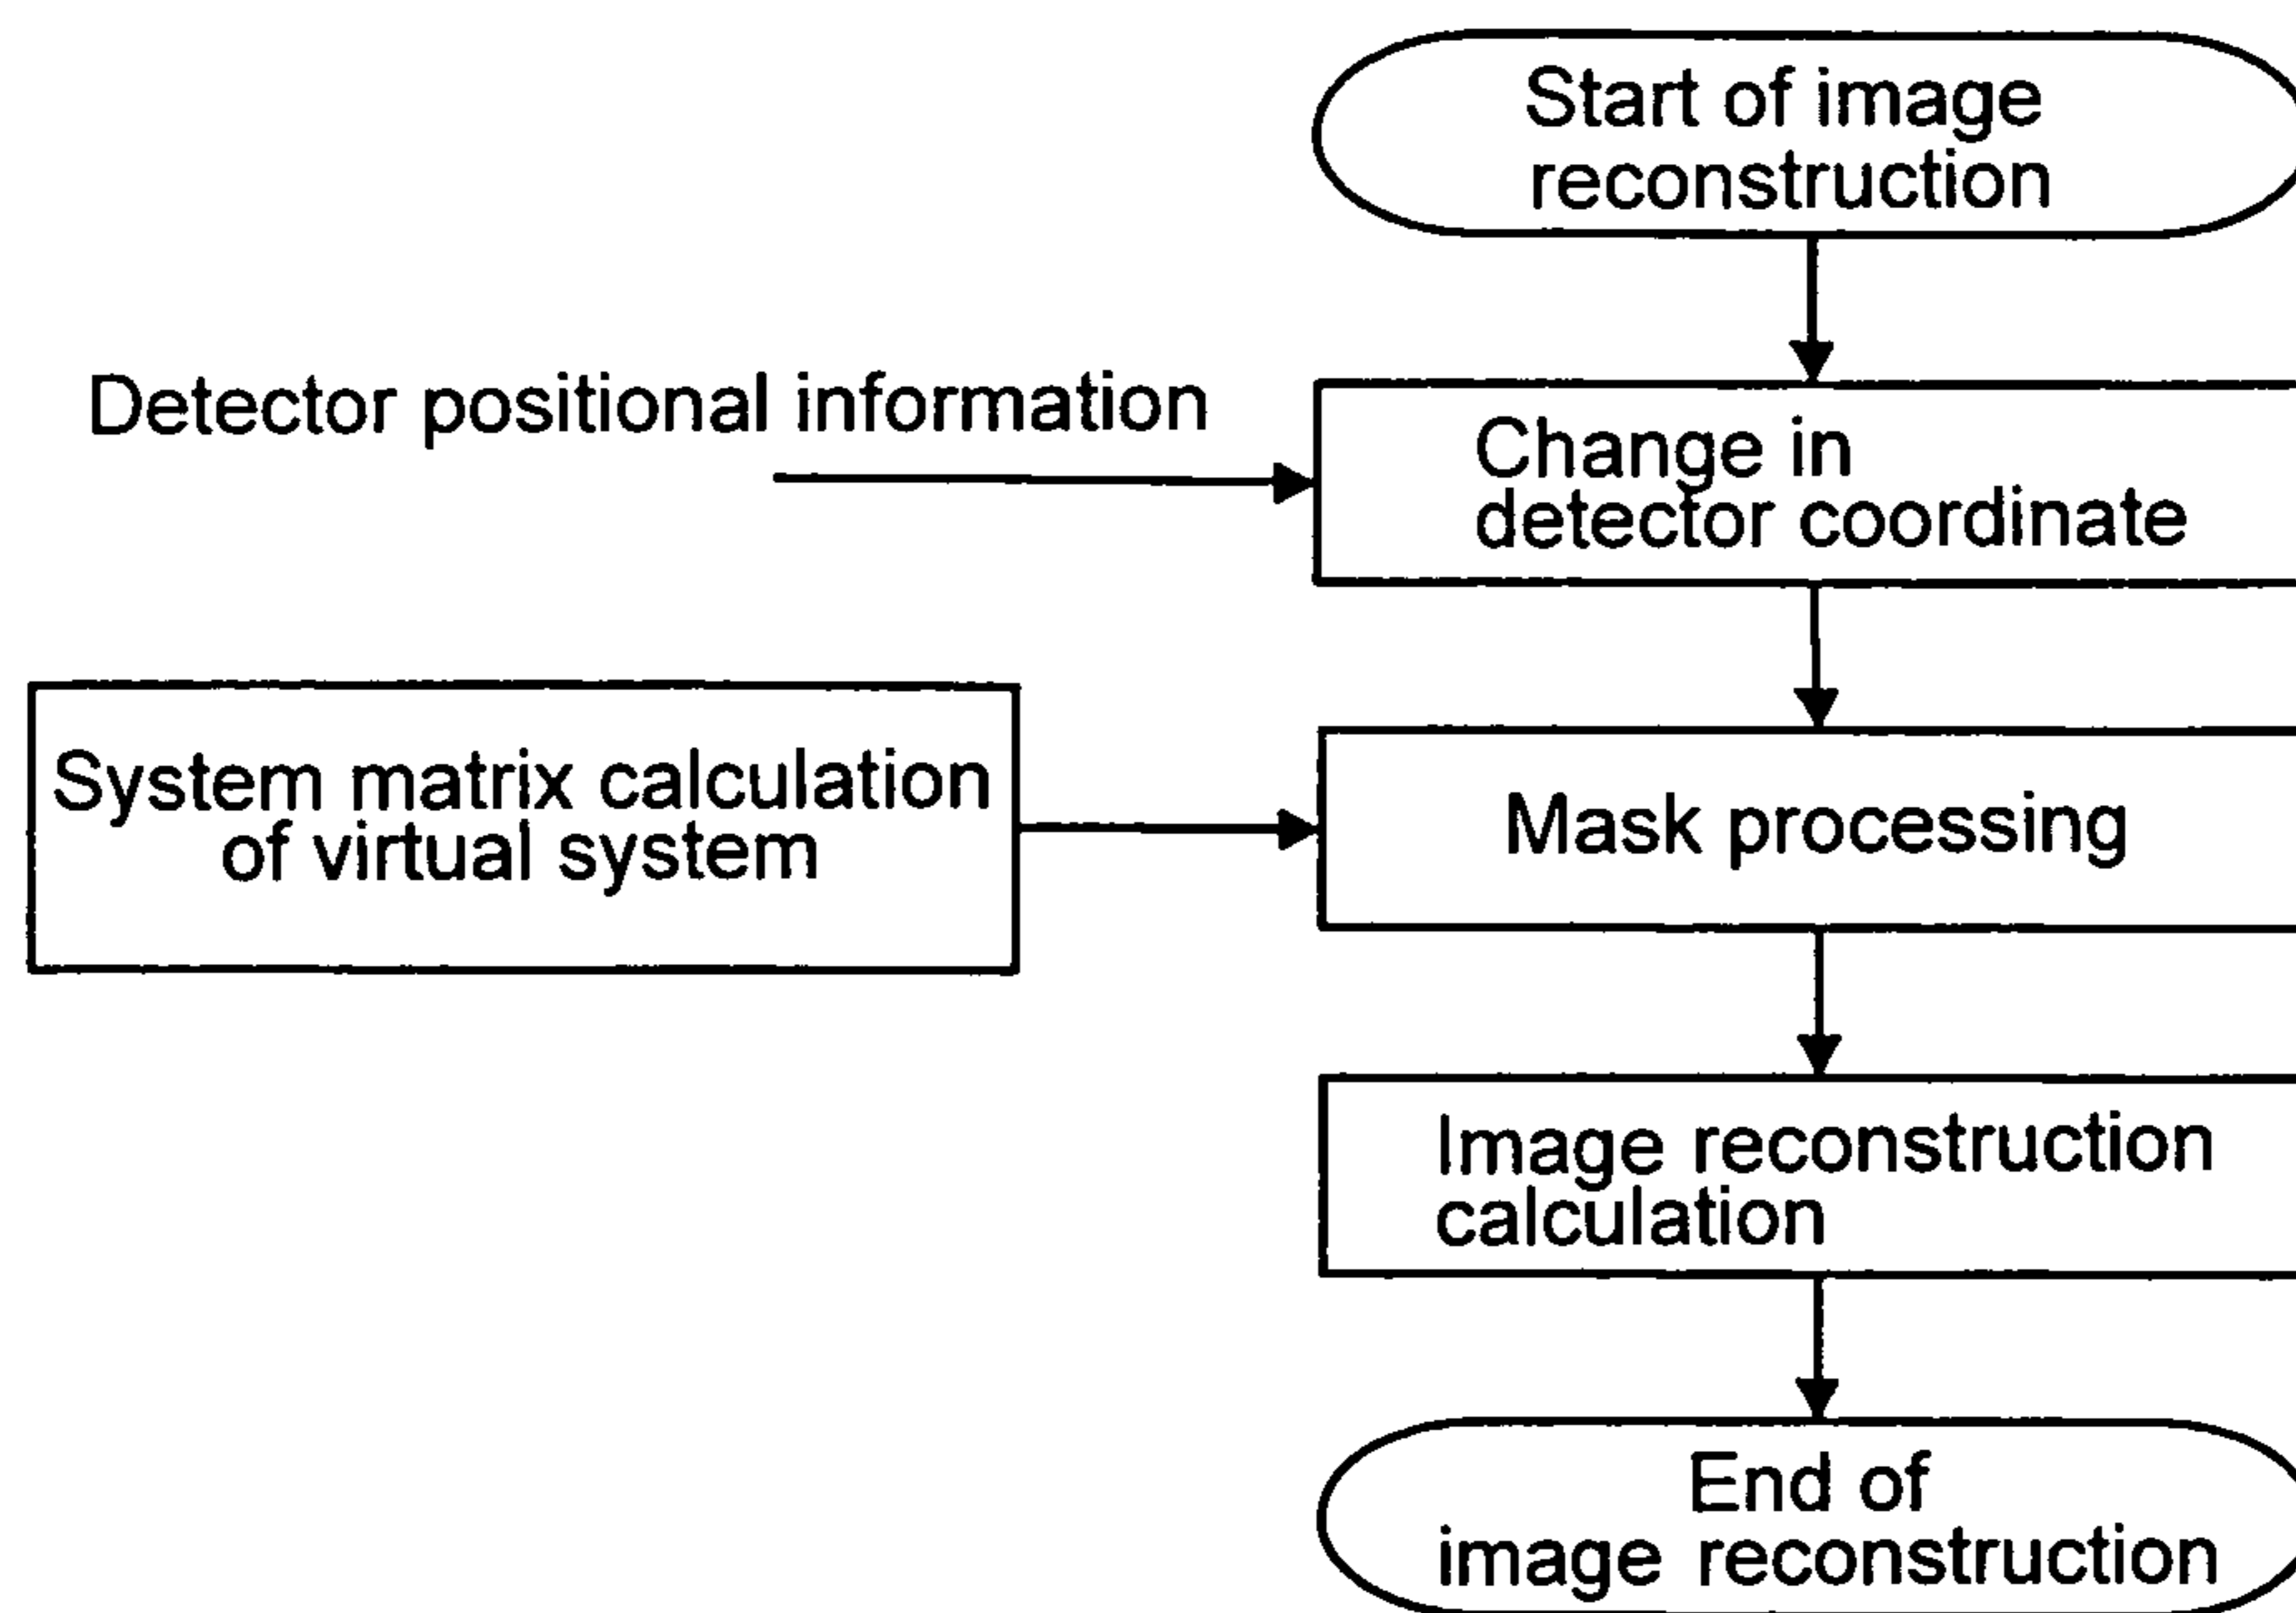 Start of image
reconstruction
Detector positional information
Change in
detector coordinate
System matrix calculation
of virtual system
Mask processing
Image reconstruction
calculation
End of
image reconstruction